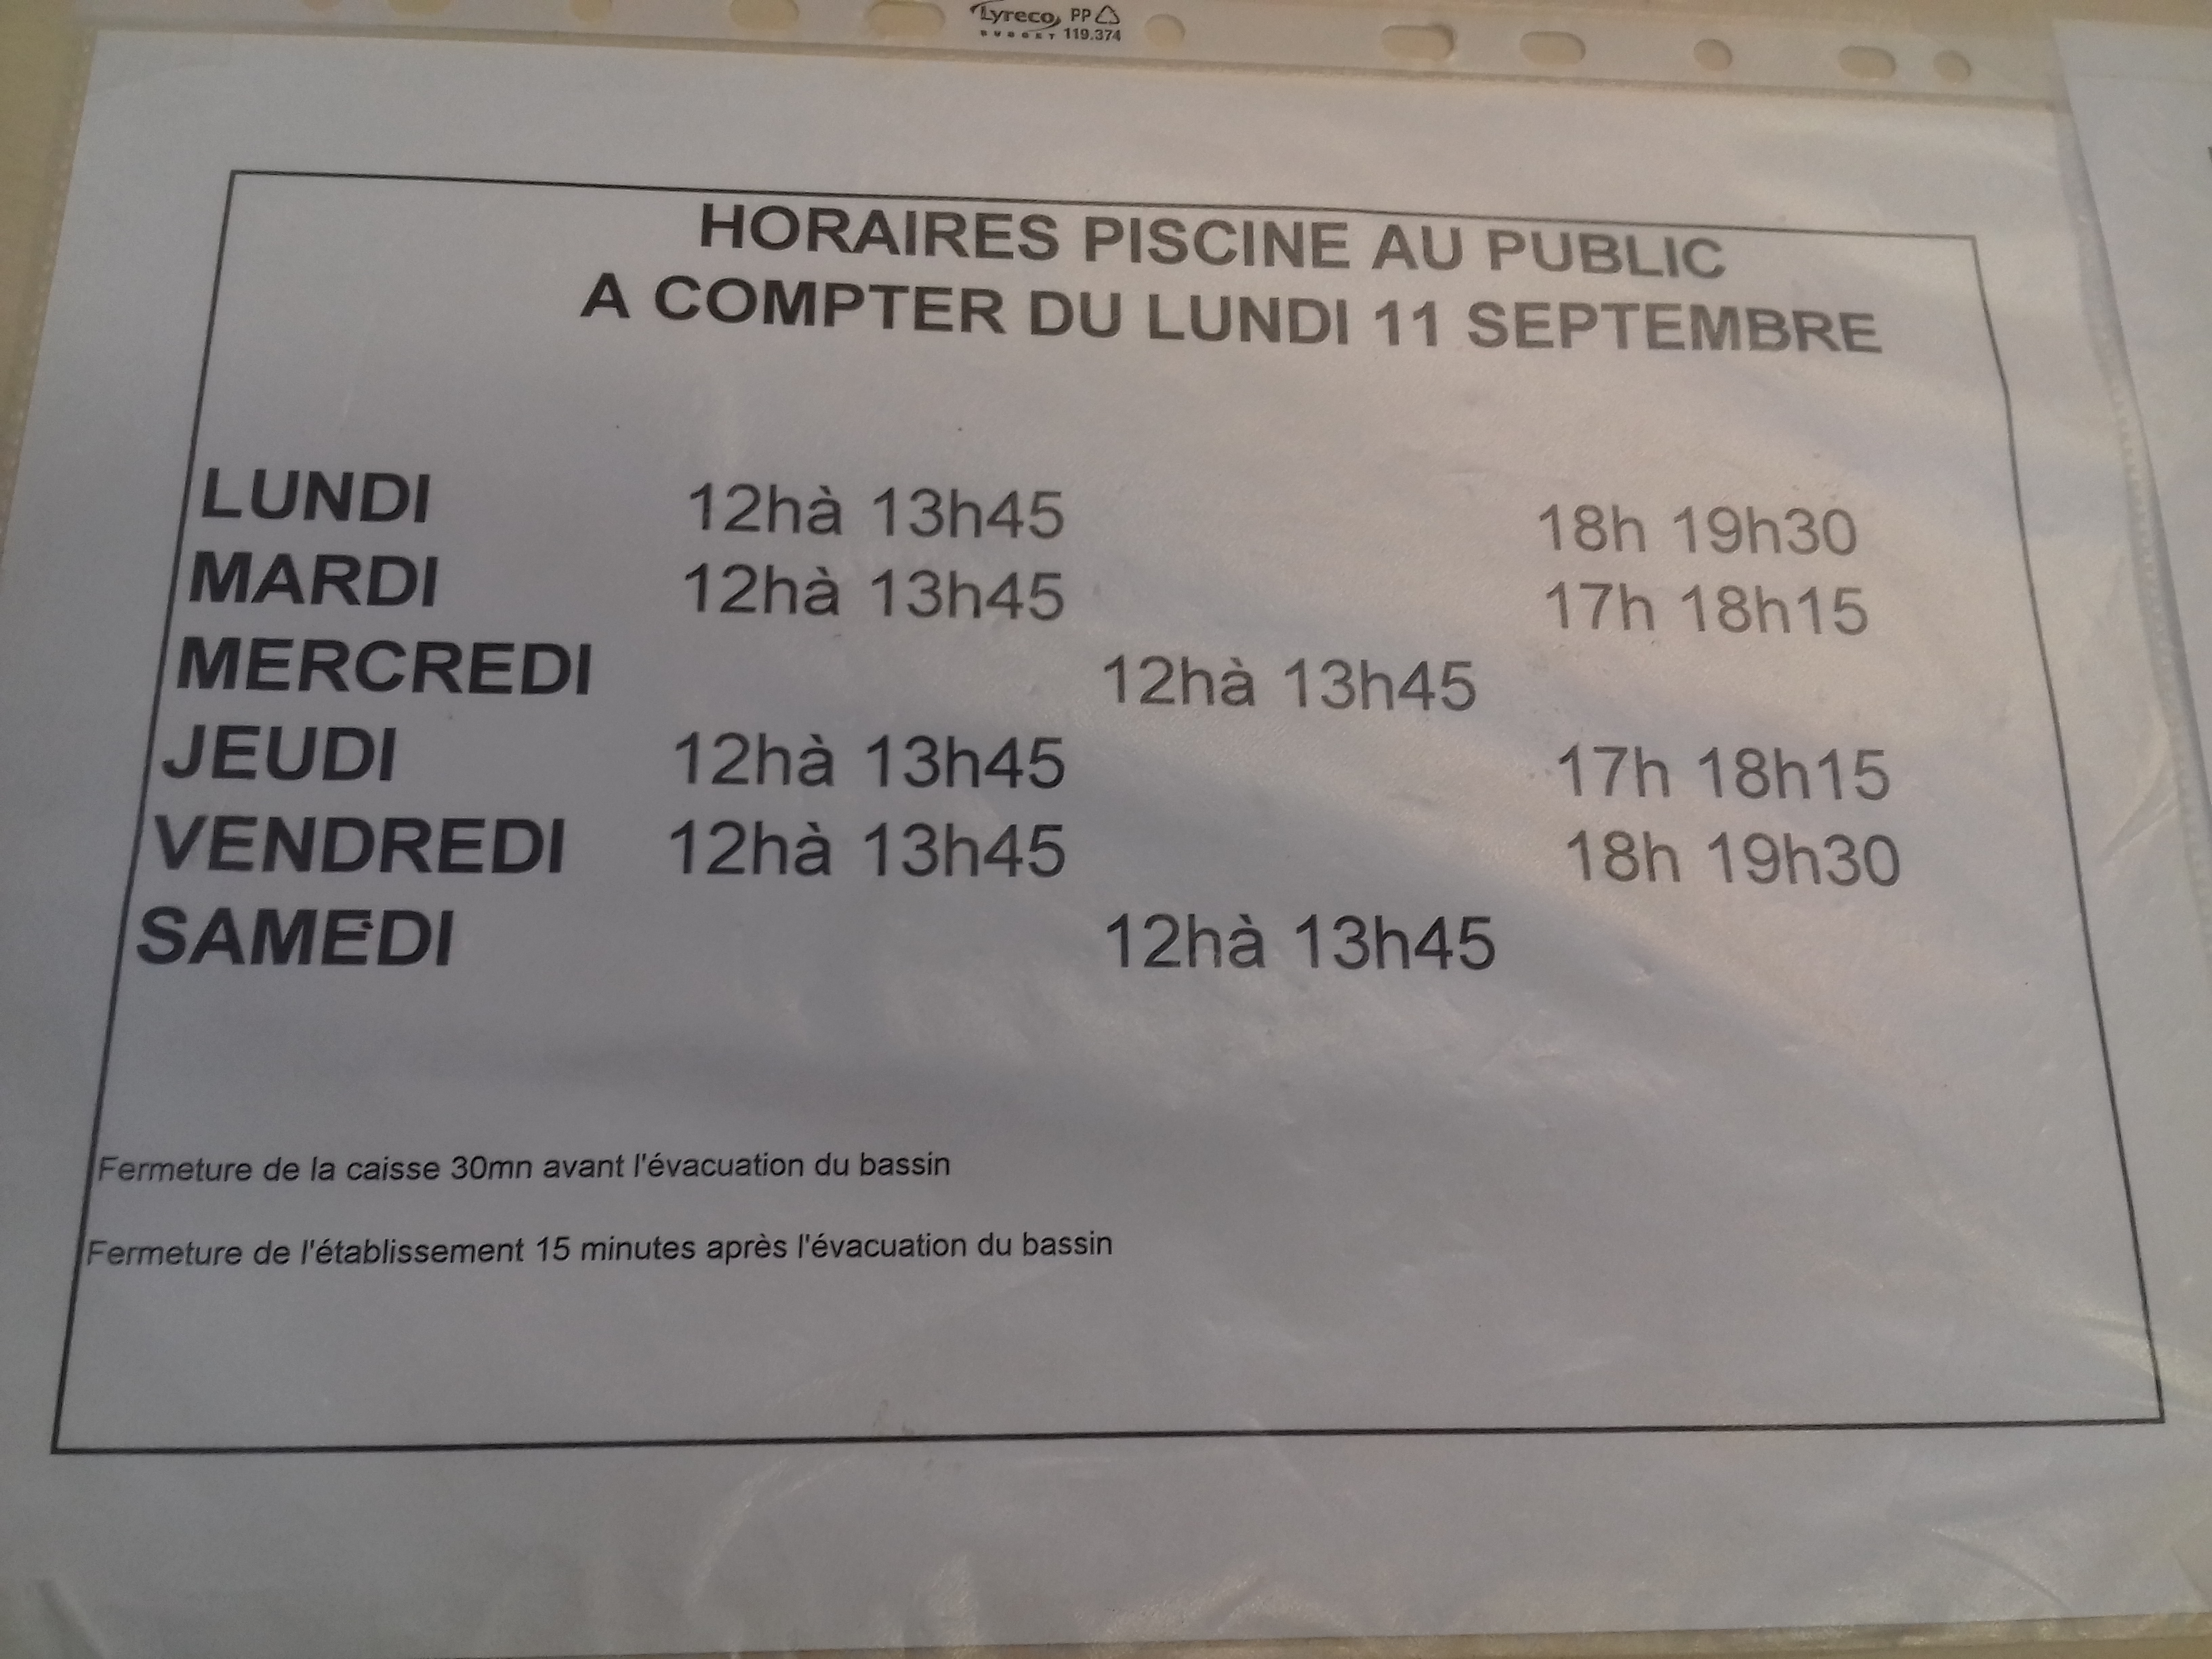 Lyreco PP
BUDGET 119.374
HORAIRES PISCINE AU PUBLIC
A COMPTER DU LUNDI 11 SEPTEMBRE
LUNDI 12hà 13h45 18h 19h30
MARDI 12hà 13h45 17h 18h15
MERCREDI 12hà 13h45
JEUDI 12hà 13h45 17h 18h15
VENDREDI 12hà 13h45 18h 19h30
SAMEDI 12hà 13h45
Fermeture de la caisse 30mn avant l'évacuation du bassin
Fermeture de l'établissement 15 minutes après l'évacuation du bassin